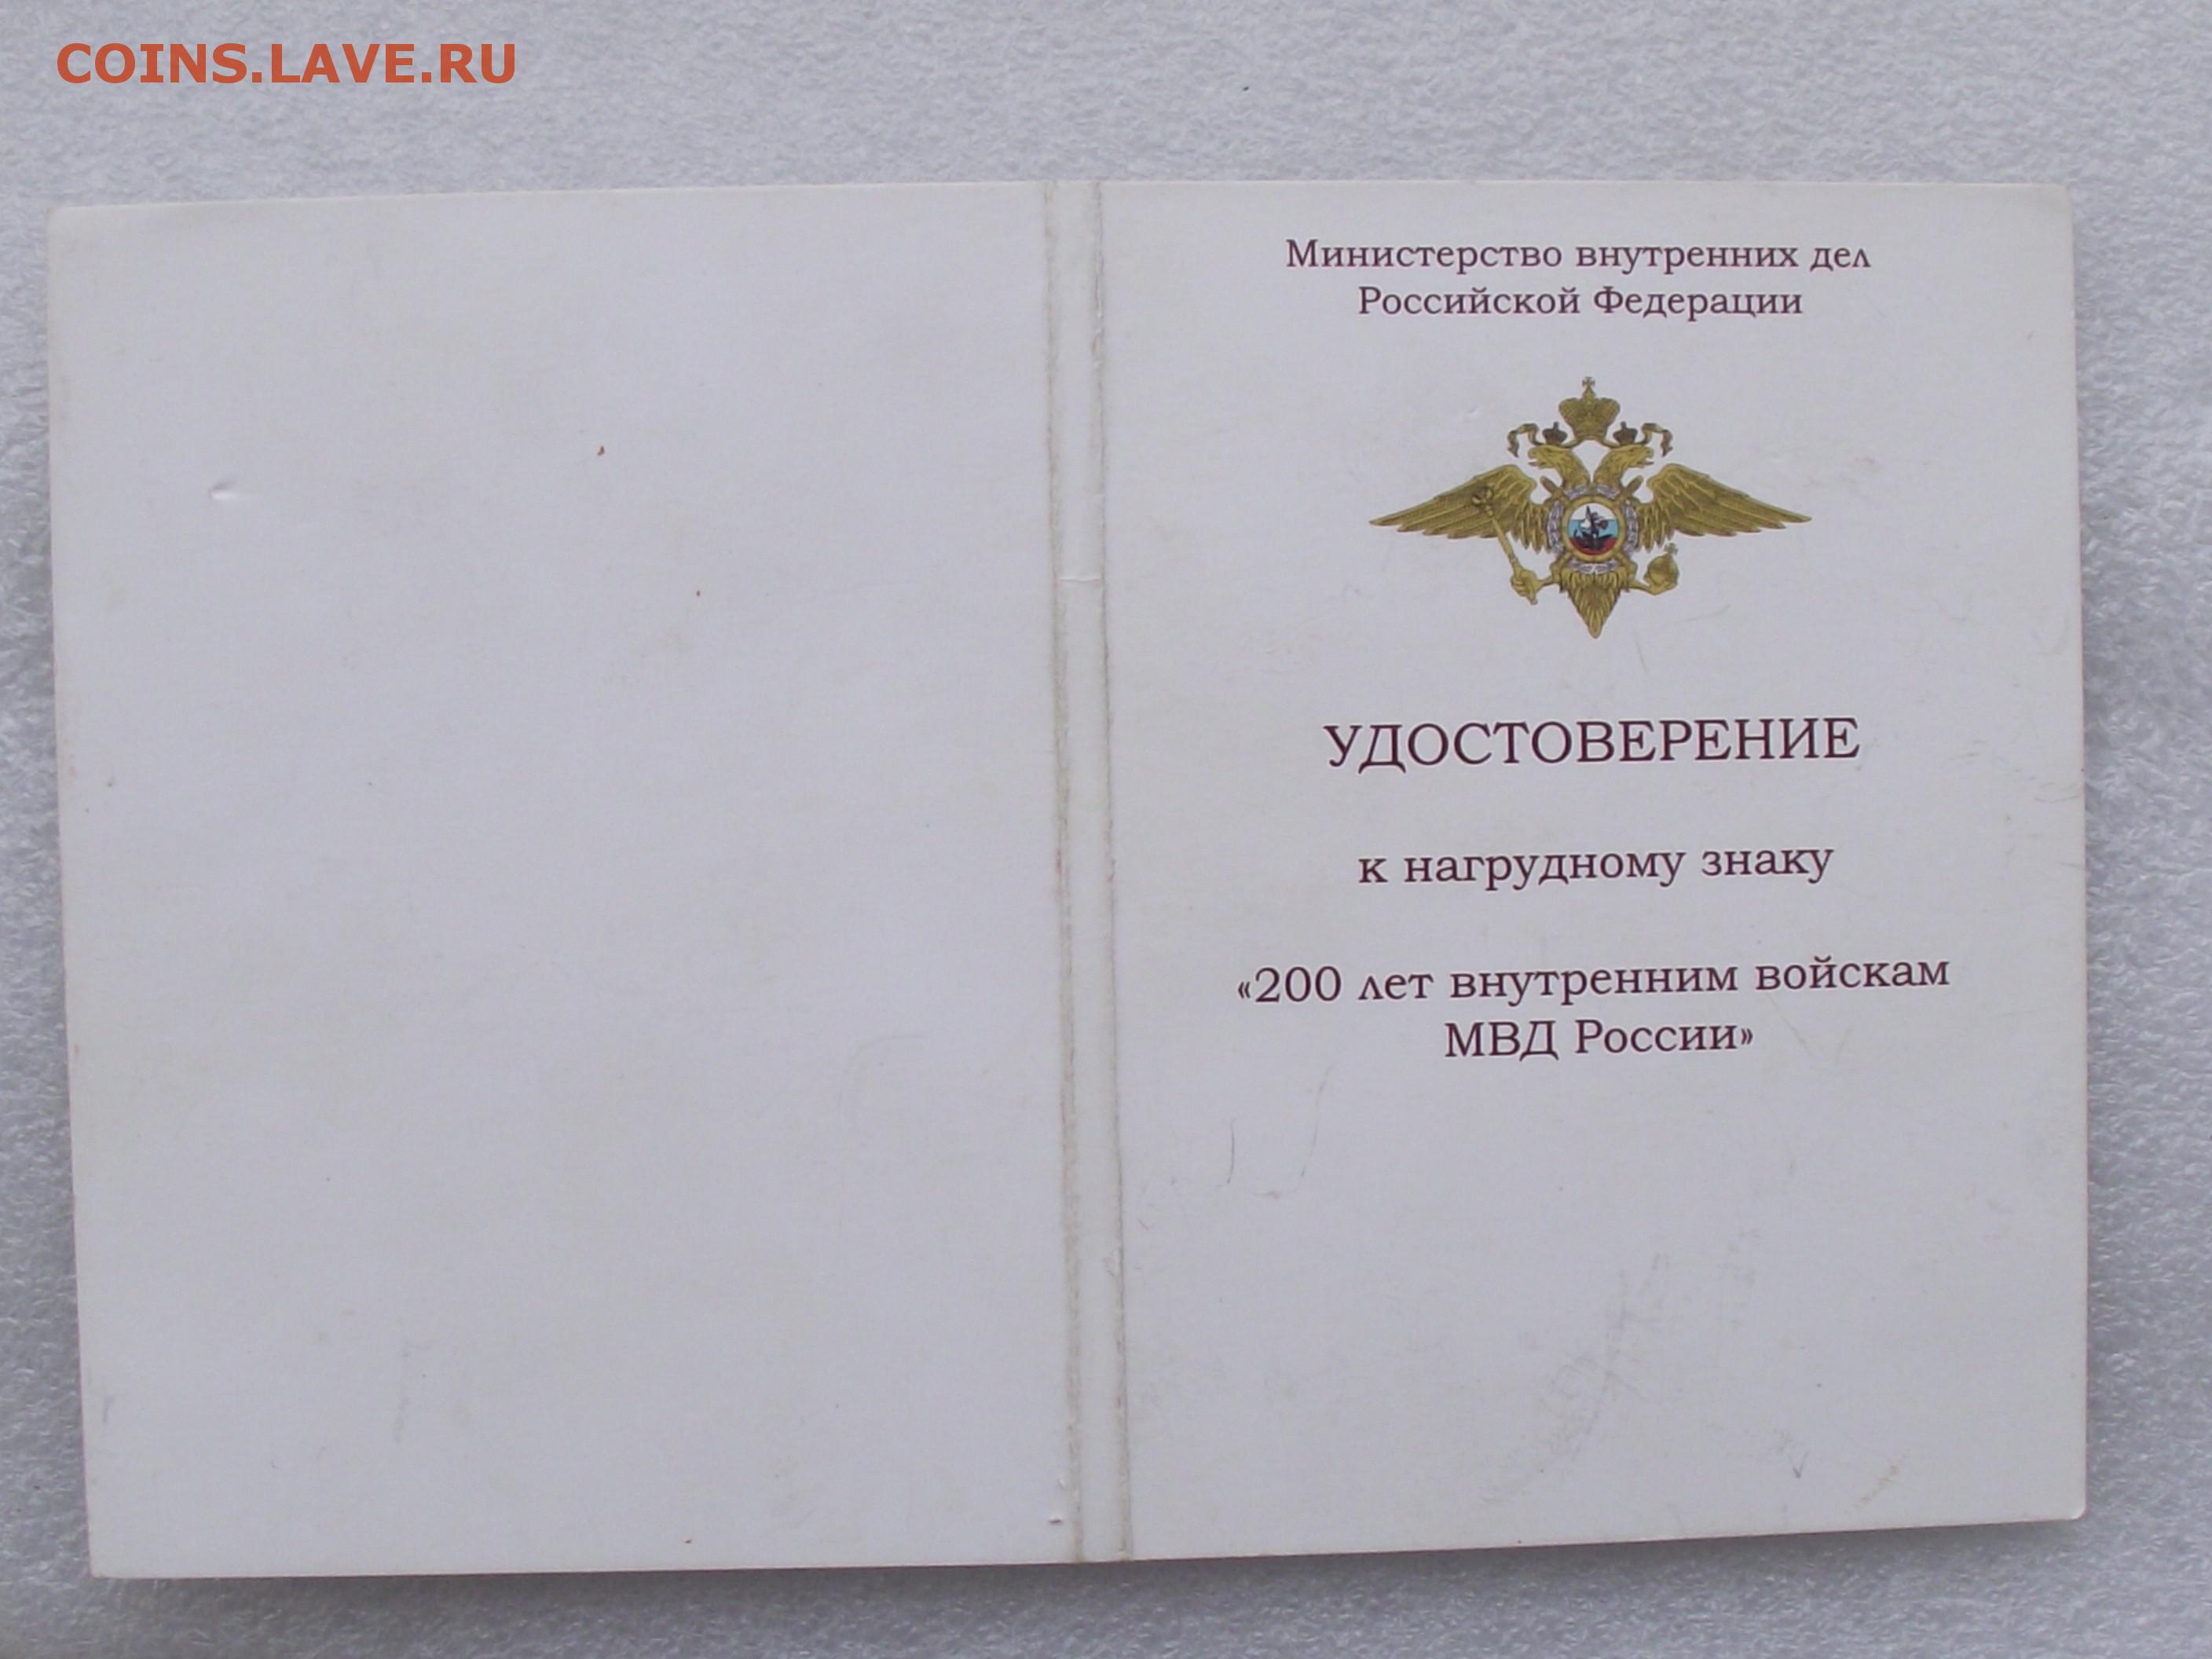 COINS.LAVE.RU
Министерство внутренних дел
Российской Федерации
УДОСТОВЕРЕНИЕ
к нагрудному знаку
«200 лет внутренним войскам
МВД России»